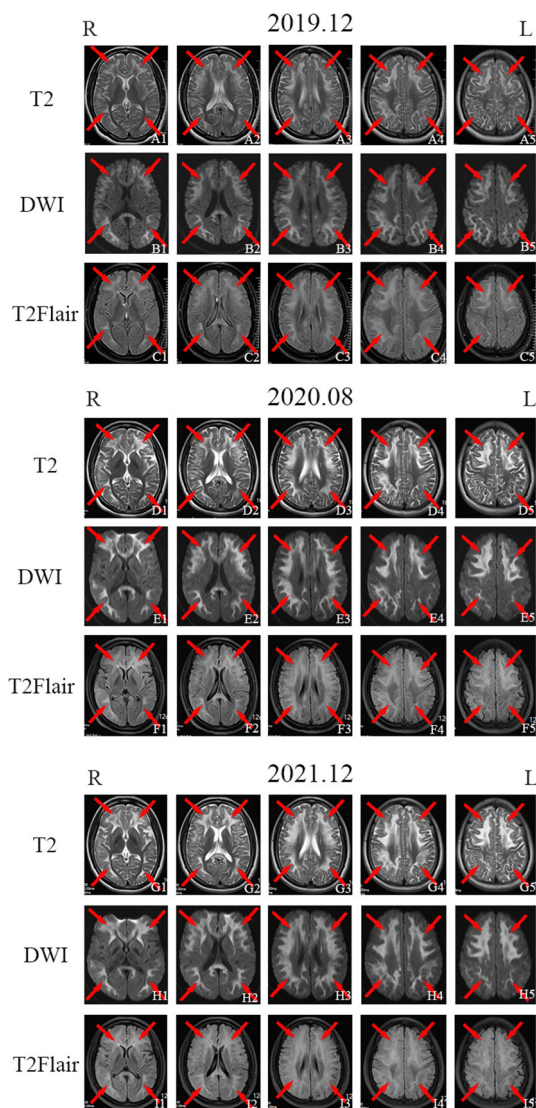 R 2019.12 L
T2
A1 A2 A3 A4 A5
DWI
B1 B2 B3 B4 B5
T2Flair
C1 C2 C3 C4 C5
R 2020.08 L
T2
D1 D2 D3 D4 D5
DWI
E1 E2 E3 E4 E5
T2Flair
F1 F2 F3 F4 F5
R 2021.12 L
T2
G1 G2 G3 G4 G5
DWI
H1 H2 H3 H4 H5
T2Flair
I1 I2 I3 I4 I5